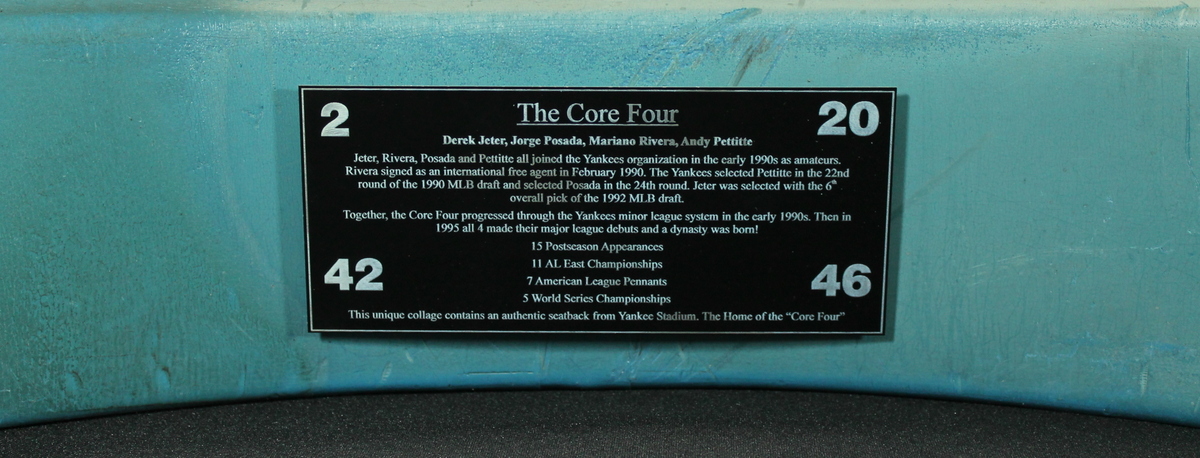 2
The Core Four
20
Derek Jeter, Jorge Posada, Mariano Rivera, Andy Pettitte
Jeter, Rivera, Posada and Pettitte all joined the Yankees organization in the early 1990s as amateurs.
Rivera signed as an international free agent in February 1990. The Yankees selected Pettitte in the 22nd
round of the 1990 MLB draft and selected Posada in the 24th round. Jeter was selected with the 6th
overall pick of the 1992 MLB draft.
Together, the Core Four progressed through the Yankees minor league system in the early 1990s. Then in
1995 all 4 made their major league debuts and a dynasty was born!
15 Postseason Appearances
11 AL East Championships
42
7 American League Pennants
46
5 World Series Championships
This unique collage contains an authentic seatback from Yankee Stadium. The Home of the “Core Four”